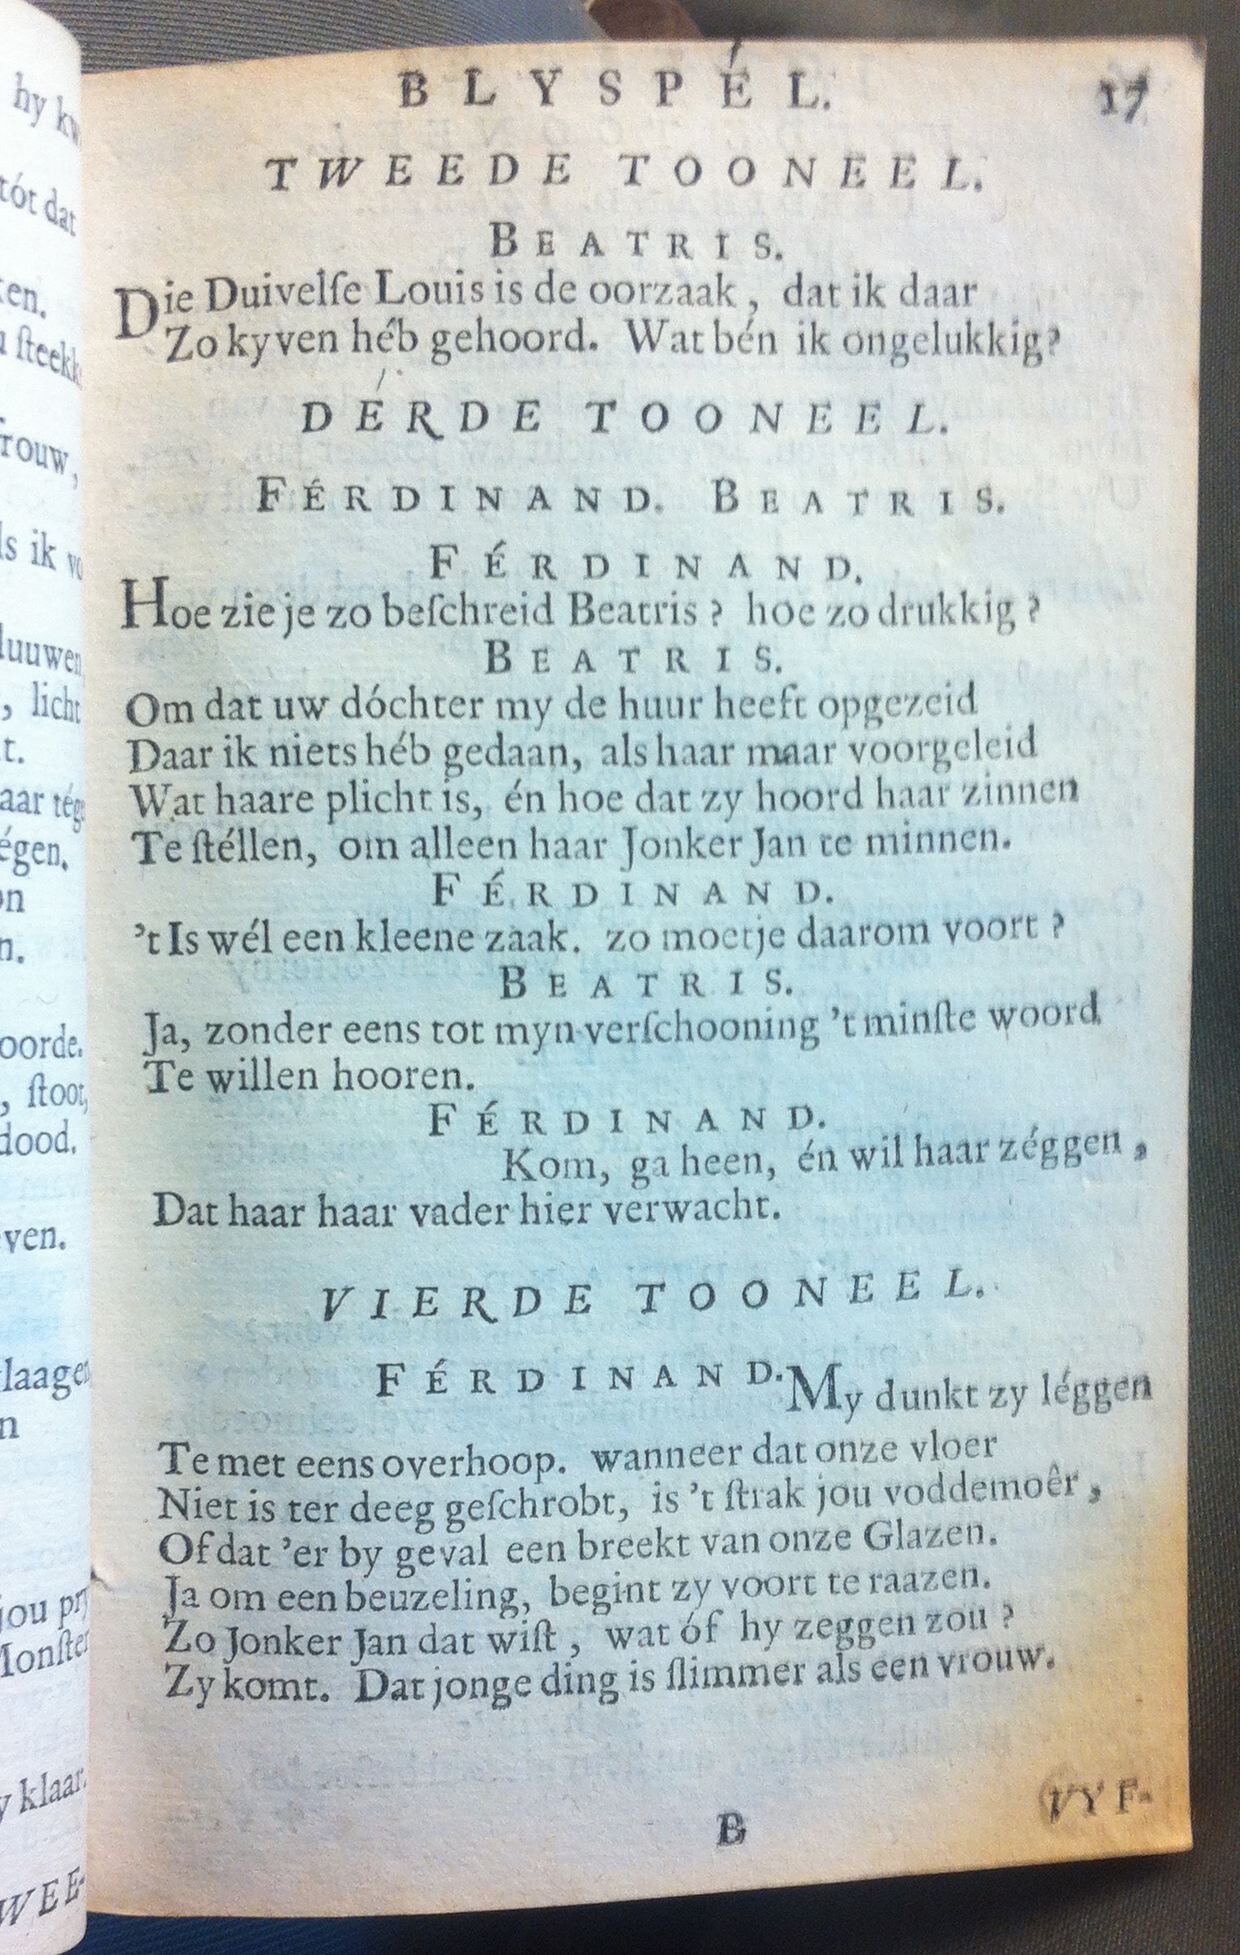 BLYSPÉL. 17
TWEEDE TOONEEL.
BEATRIS.
Die Duivelſe Louis is de oorzaak, dat ik daar
Zo kyven héb gehoord. Wat bén ik ongelukkig?
DÉRDE TOONEEL.
FÉRDINAND. BEATRIS.
FÉRDINAND.
Hoe zie je zo beſchreid Beatris? hoe zo drukkig?
BEATRIS.
Om dat uw dóchter my de huur heeft opgezeid
Daar ik niets héb gedaan, als haar maar voorgeleid
Wat haare plicht is, én hoe dat zy hoord haar zinnen
Te ſtéllen, om alleen haar Jonker Jan te minnen.
FÉRDINAND.
't Is wél een kleene zaak. zo moetje daarom voort?
BEATRIS.
Ja, zonder eens tot myn verſchooning 't minſte woord
Te willen hooren.
FÉRDINAND.
Kom, ga heen, én wil haar zéggen,
Dat haar haar vader hier verwacht.
VIERDE TOONEEL.
FÉRDINAND. My dunkt zy léggen
Te met eens overhoop. wanneer dat onze vloer
Niet is ter deeg geſchrobt, is 't ſtrak jou voddemoêr,
Of dat 'er by geval een breekt van onze Glazen.
Ja om een beuzeling, begint zy voort te raazen.
Zo Jonker Jan dat wiſt, wat óf hy zeggen zou?
Zy komt. Dat jonge ding is ſlimmer als een vrouw.
B VYF-